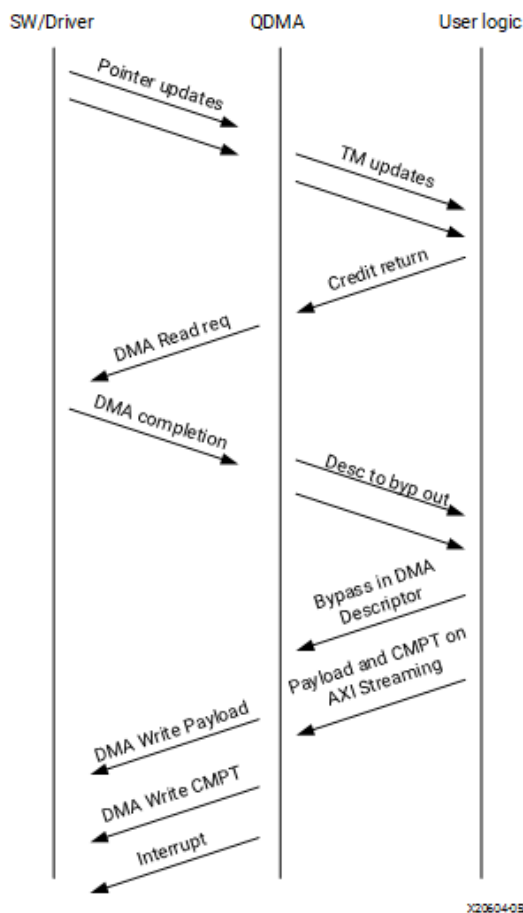 SW/Driver QDMA User logic
Pointer updates
TM updates
Credit return
DMA Read req
DMA completion
Desc to byp out
Bypass in DMA
Descriptor
Payload and CMPT on
AXI Streaming
DMA Write Payload
DMA Write CMPT
Interrupt
X20604-05